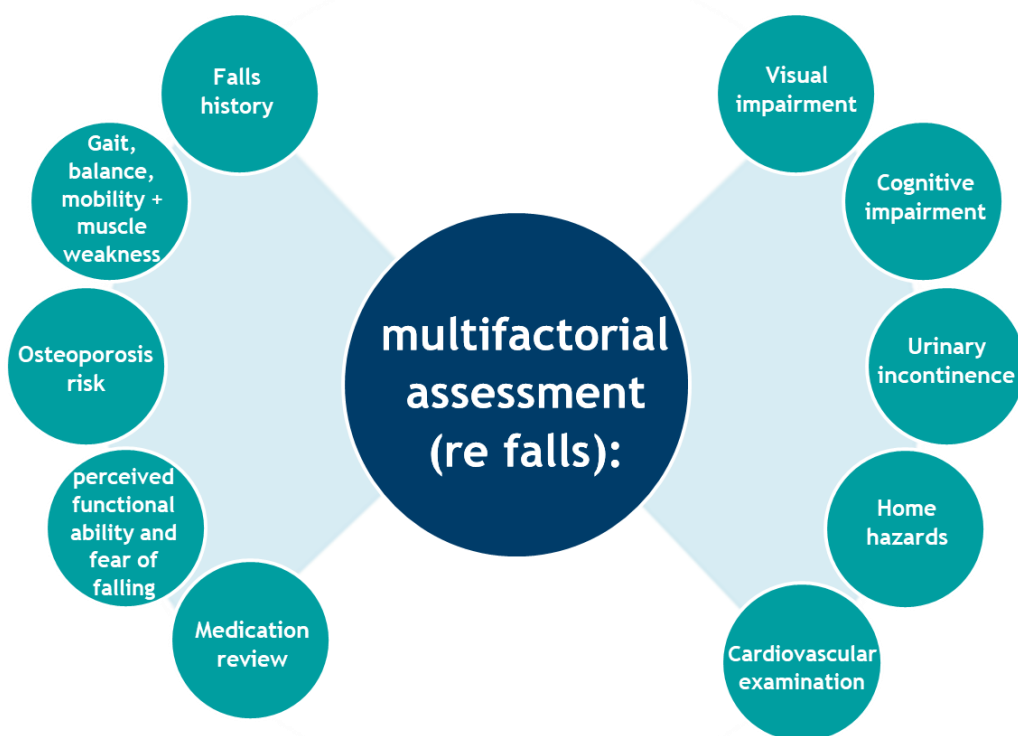 Falls
history
Gait,
balance,
mobility +
muscle
weakness
Osteoporosis
risk
perceived
functional
ability and
fear of
falling
Medication
review
multifactorial
assessment
(re falls):
Visual
impairment
Cognitive
impairment
Urinary
incontinence
Home
hazards
Cardiovascular
examination